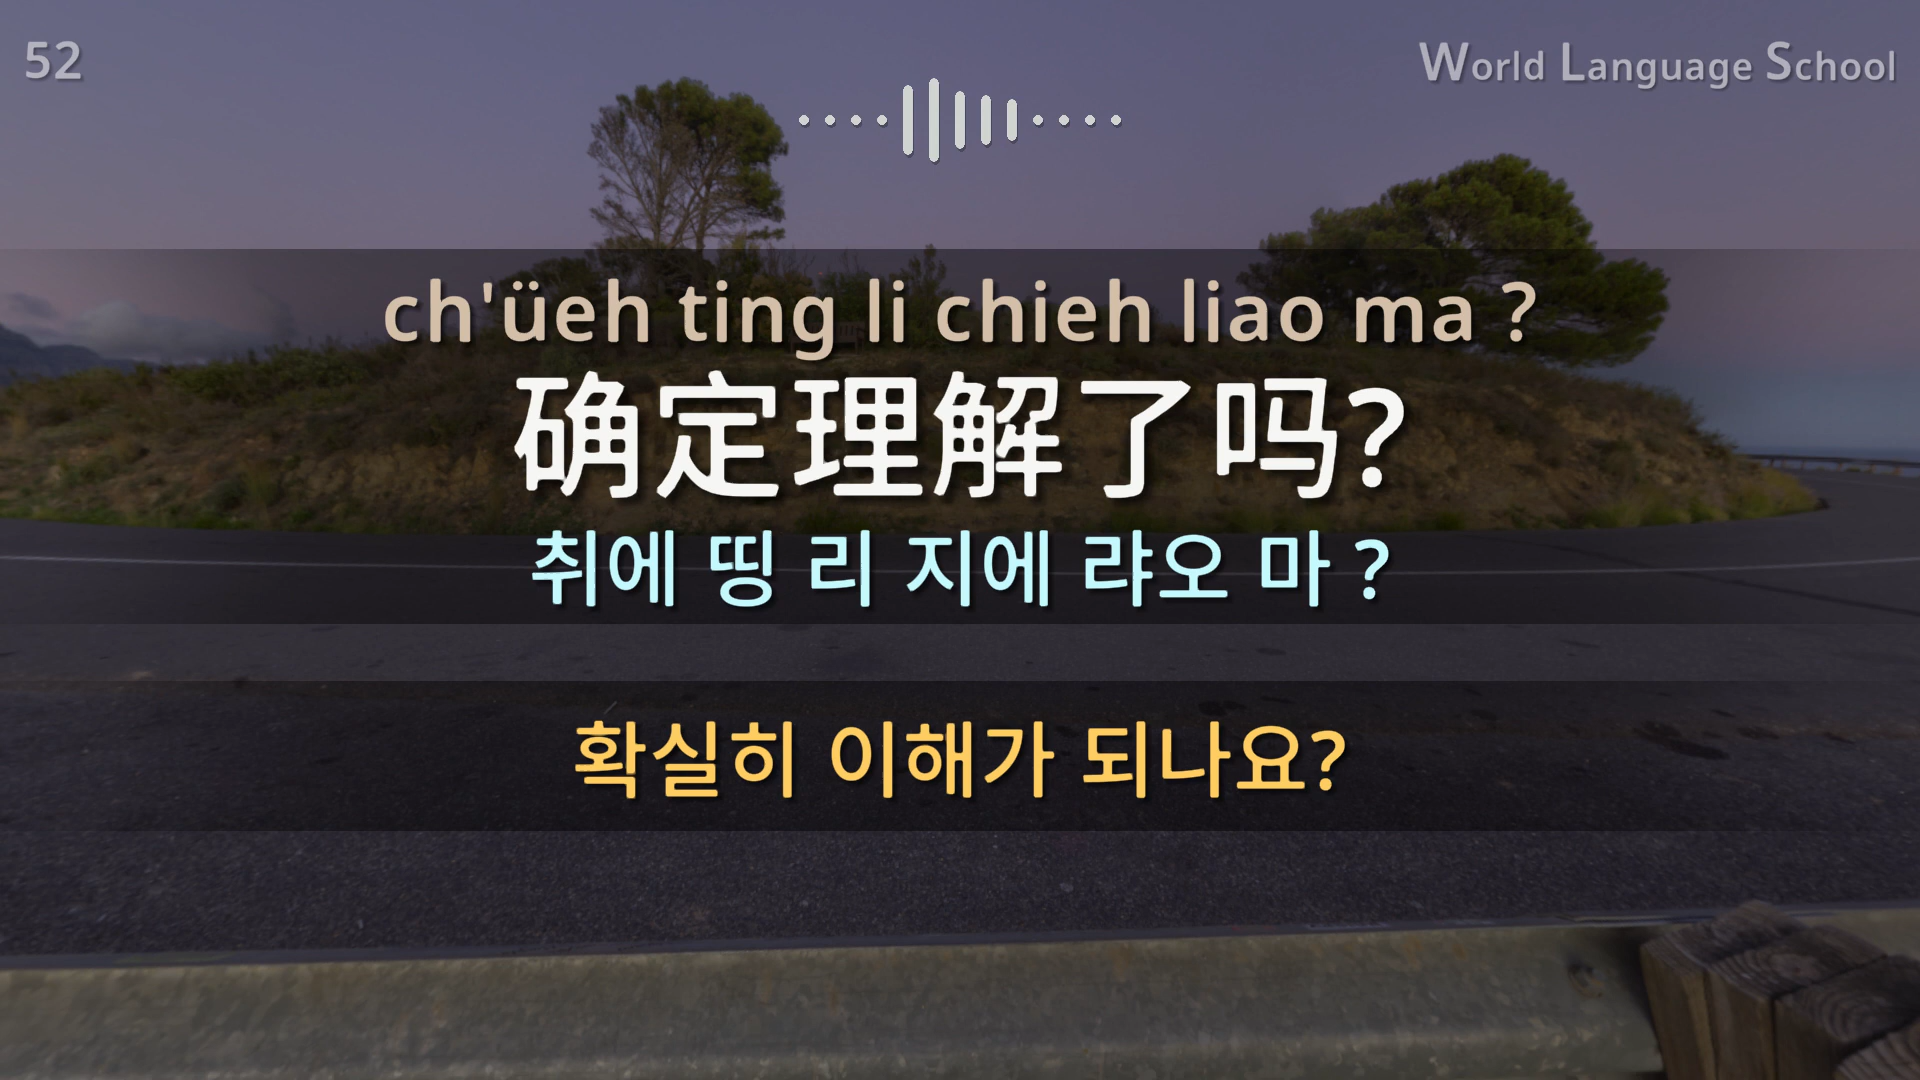 52
World Language School
ch'üeh ting li chieh liao ma ?
确定理解了吗?
취에 띵 리 지에 랴오 마 ?
확실히 이해가 되나요?